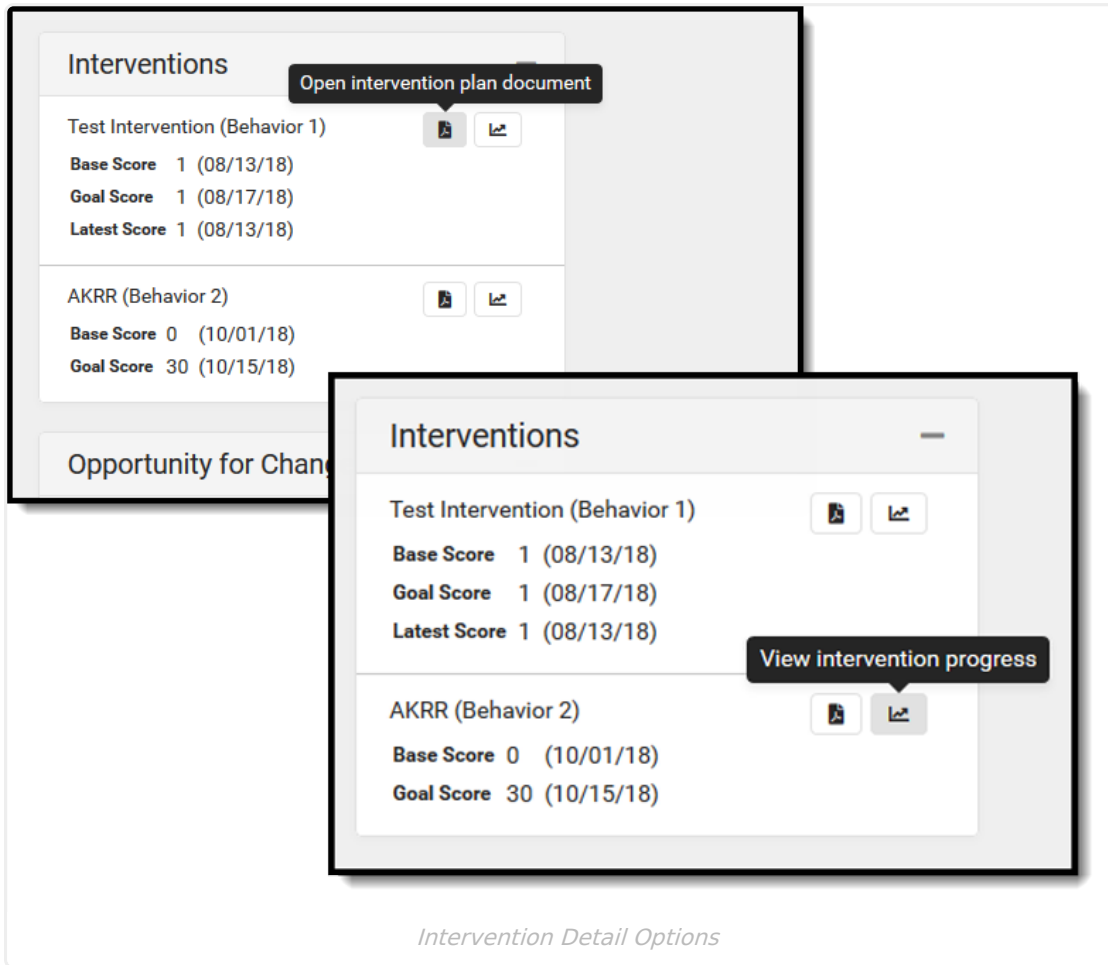 Interventions
Open intervention plan document
Test Intervention (Behavior 1)
Base Score 1 (08/13/18)
Goal Score 1 (08/17/18)
Latest Score 1 (08/13/18)
AKRR (Behavior 2)
Base Score 0 (10/01/18)
Goal Score 30 (10/15/18)
Opportunity for Chang
Interventions
Test Intervention (Behavior 1)
Base Score 1 (08/13/18)
Goal Score 1 (08/17/18)
Latest Score 1 (08/13/18)
View intervention progress
AKRR (Behavior 2)
Base Score 0 (10/01/18)
Goal Score 30 (10/15/18)
Intervention Detail Options